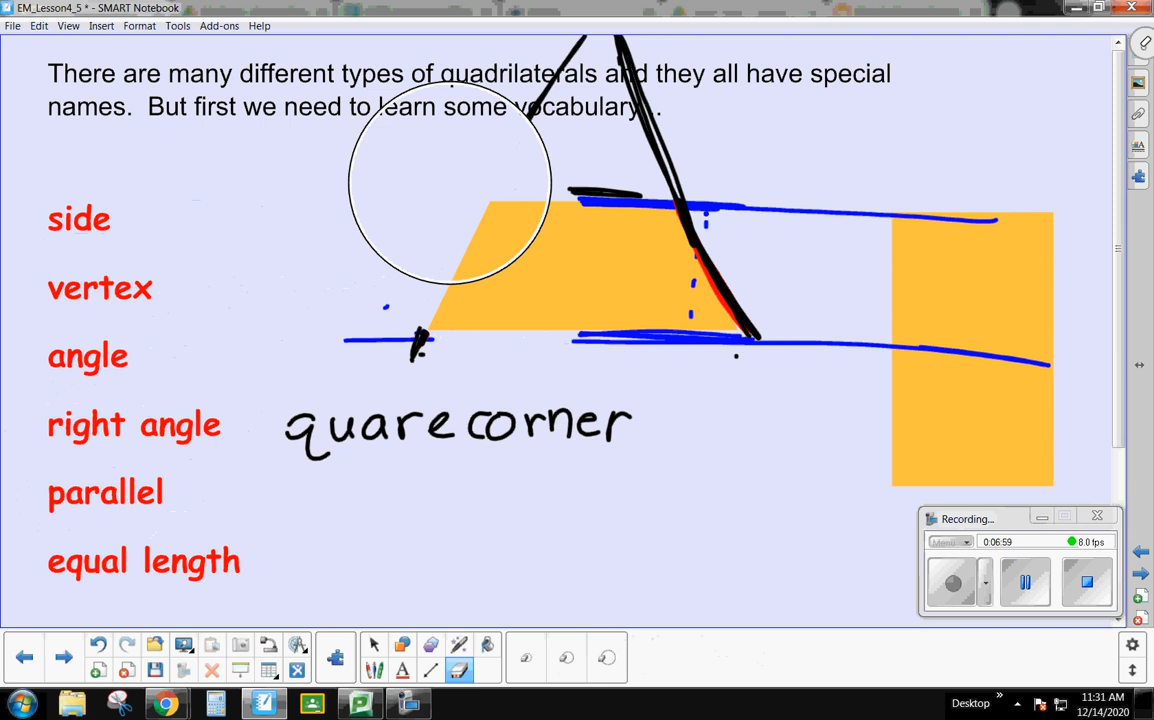 EM_Lesson4_5 * - SMART Notebook
File Edit View Insert Format Tools Add-ons Help
There are many different types of quadrilaterals and they all have special
names. But first we need to learn some vocabulary...
side
vertex
angle
right angle
quare corner
parallel
equal length
Recording...
Menu
0:06:59
8.0 fps
Desktop
»
11:31 AM
12/14/2020